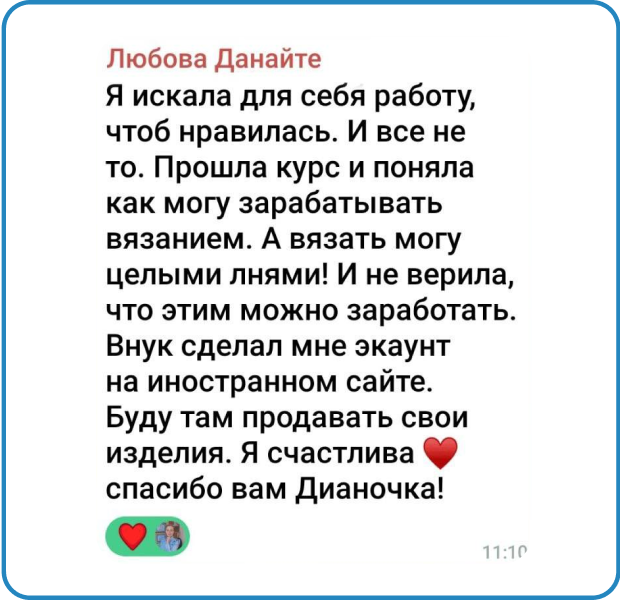 Любова Данайте
Я искала для себя работу,
чтоб нравилась. И все не
то. Прошла курс и поняла
как могу зарабатывать
вязанием. А вязать могу
целыми лнями! И не верила,
что этим можно заработать.
Внук сделал мне экаунт
на иностранном сайте.
Буду там продавать свои
изделия. Я счастлива ♥️
спасибо вам Дианочка!